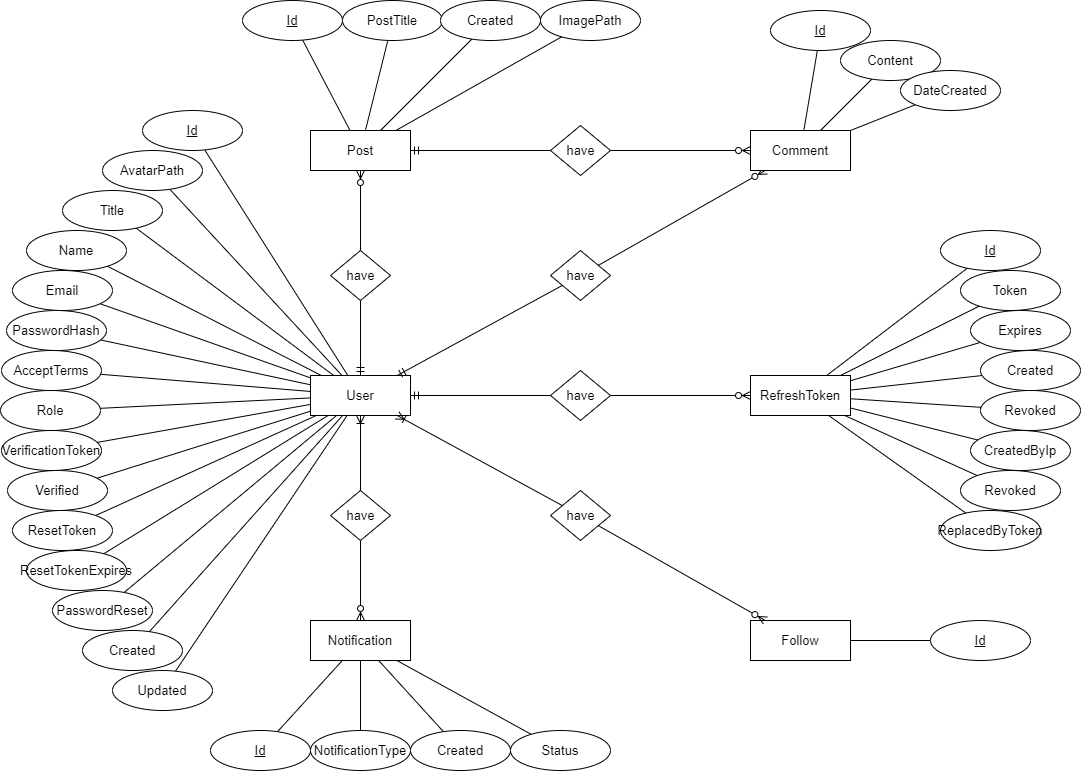 Id
PostTitle
Created
ImagePath
Id
Content
DateCreated
Post
have
Comment
Id
AvatarPath
Title
Name
Email
PasswordHash
AcceptTerms
Role
VerificationToken
Verified
ResetToken
ResetTokenExpires
PasswordReset
Created
Updated
have
have
User
have
RefreshToken
Id
Token
Expires
Created
Revoked
CreatedByIp
Revoked
ReplacedByToken
have
have
Notification
Follow
Id
Id
NotificationType
Created
Status